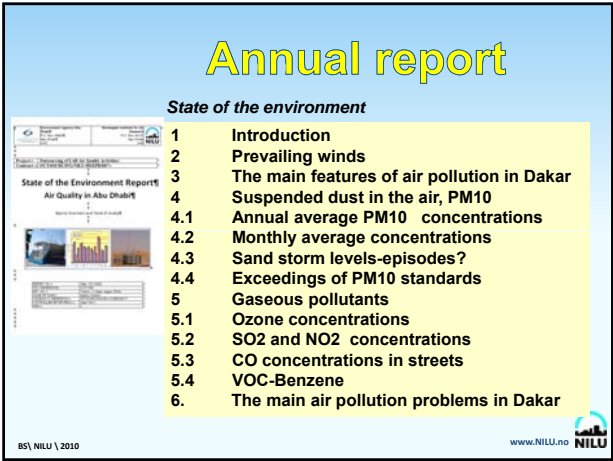 Annual report
State of the environment
NILU
State of the Environment Report¶
Air Quality in Abu Dhabi¶
1 Introduction
2 Prevailing winds
3 The main features of air pollution in Dakar
4 Suspended dust in the air, PM10
4.1 Annual average PM10 concentrations
4.2 Monthly average concentrations
4.3 Sand storm levels-episodes?
4.4 Exceedings of PM10 standards
5 Gaseous pollutants
5.1 Ozone concentrations
5.2 SO2 and NO2 concentrations
5.3 CO concentrations in streets
5.4 VOC-Benzene
6. The main air pollution problems in Dakar
BS\ NILU \ 2010
www.NILU.no
NILU